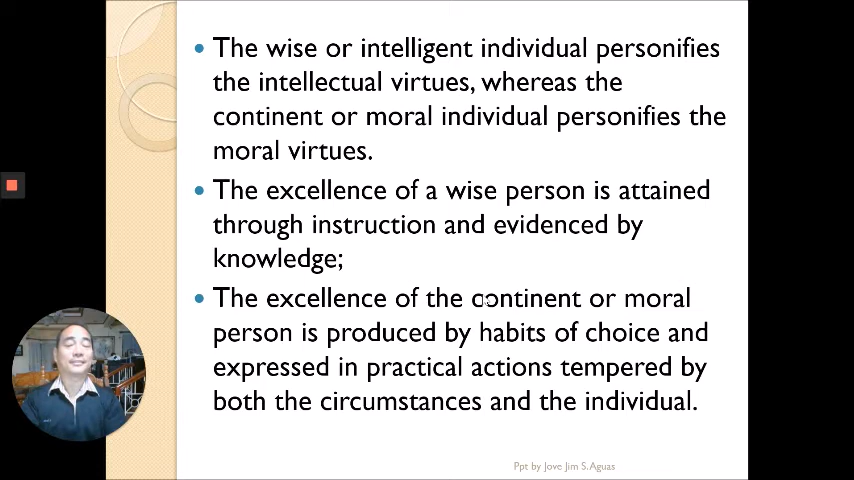 The wise or intelligent individual personifies
the intellectual virtues, whereas the
continent or moral individual personifies the
moral virtues.
The excellence of a wise person is attained
through instruction and evidenced by
knowledge;
The excellence of the continent or moral
person is produced by habits of choice and
expressed in practical actions tempered by
both the circumstances and the individual.
Ppt by Jove Jim S. Aguas